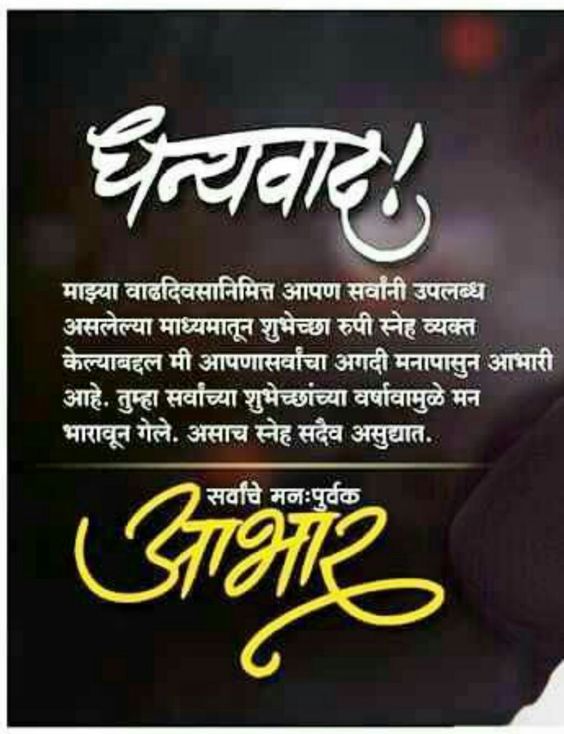 धन्यवाद!
माझ्या वाढदिवसानिमित्त आपण सर्वांनी उपलब्ध
असलेल्या माध्यमातून शुभेच्छा रुपी स्नेह व्यक्त
केल्याबद्दल मी आपणासर्वांचा अगदी मनापासुन आभारी
आहे. तुम्हा सर्वांच्या शुभेच्छांच्या वर्षावामुळे मन
भारावून गेले. असाच स्नेह सदैव असुद्यात.
सर्वांचे मनःपुर्वक
आभार